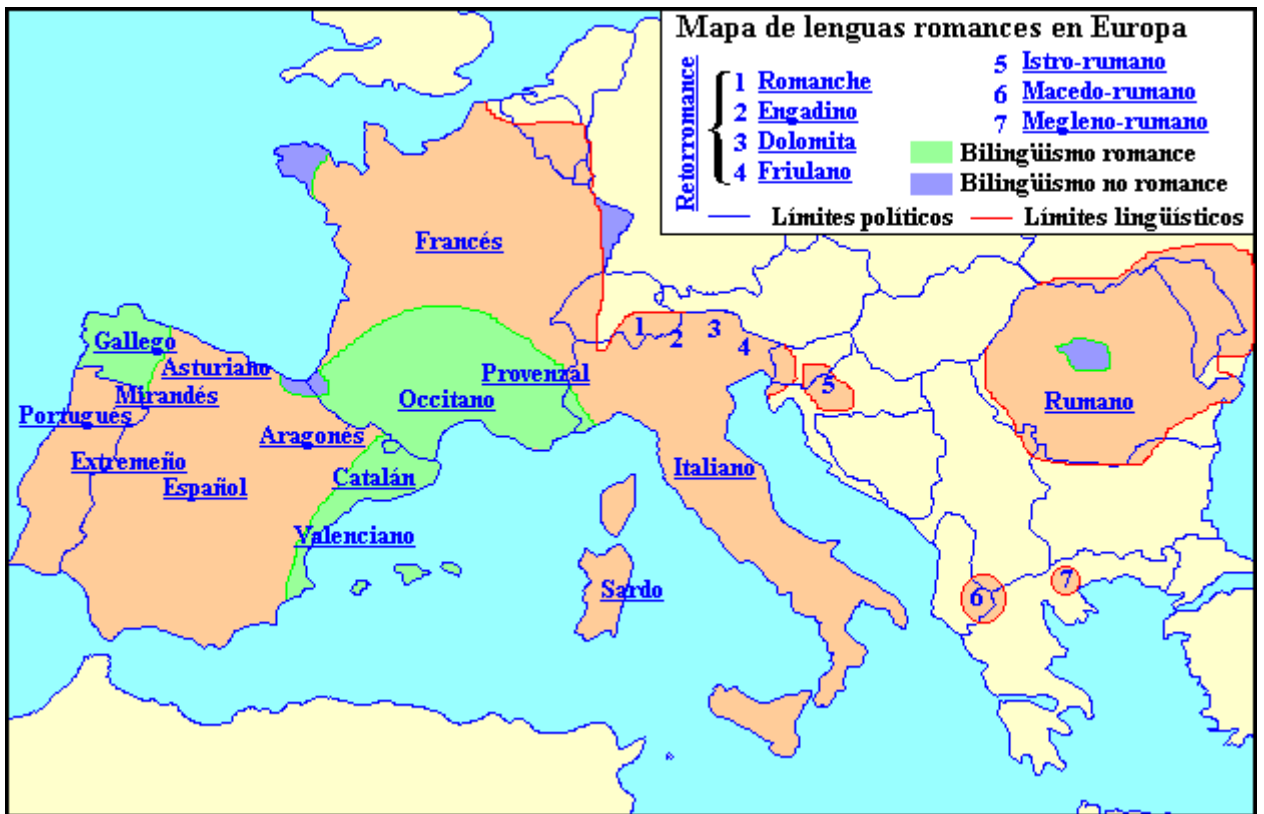 Mapa de lenguas romances en Europa
Retorromance
1 Romanche
2 Engadino
3 Dolomita
4 Friulano
5 Istro-rumano
6 Macedo-rumano
7 Megleno-rumano
Bilingüismo romance
Bilingüismo no romance
Límites políticos
Límites lingüísticos
Francés
Gallego
Asturiano
Mirandés
Portugués
Extremeño
Español
Aragonés
Catalán
Valenciano
Occitano
Provenzal
Italiano
Sardo
Rumano
1
2
3
4
5
6
7